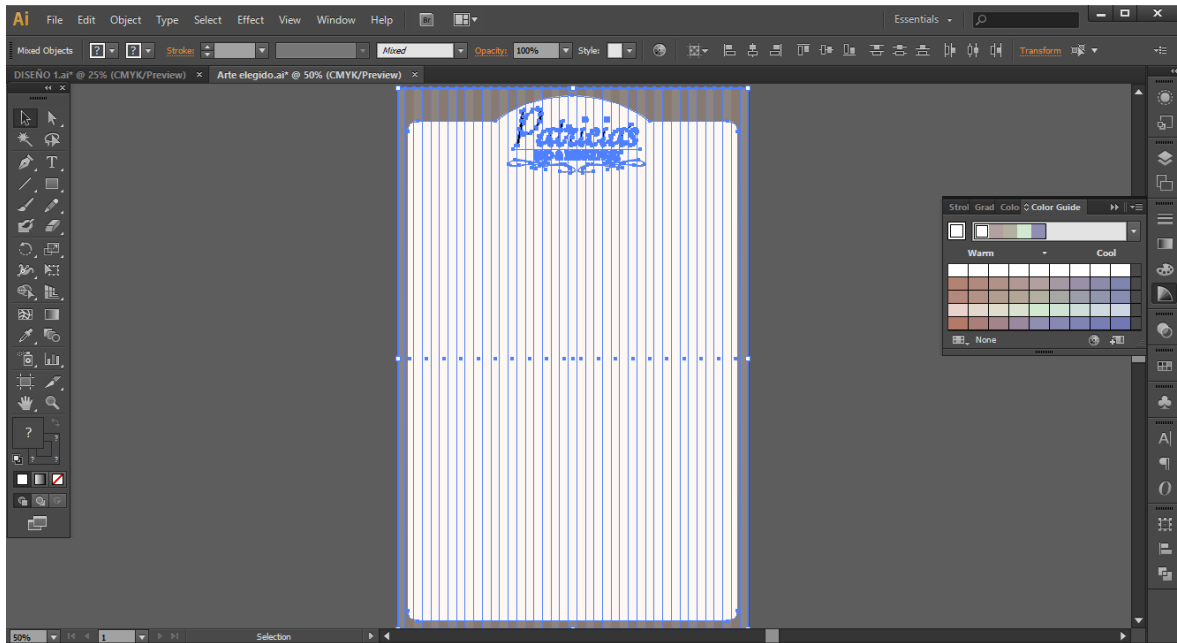 Ai File Edit Object Type Select Effect View Window Help Br Essentials
Mixed Objects ? ? Stroke: Mixed Opacity: 100% Style: Transform
DISEÑO 1.ai* @ 25% (CMYK/Preview) × Arte elegido.ai* @ 50% (CMYK/Preview) ×
Patricia's
Strol Grad Colo Color Guide
Warm Cool
None
50% 1 Selection